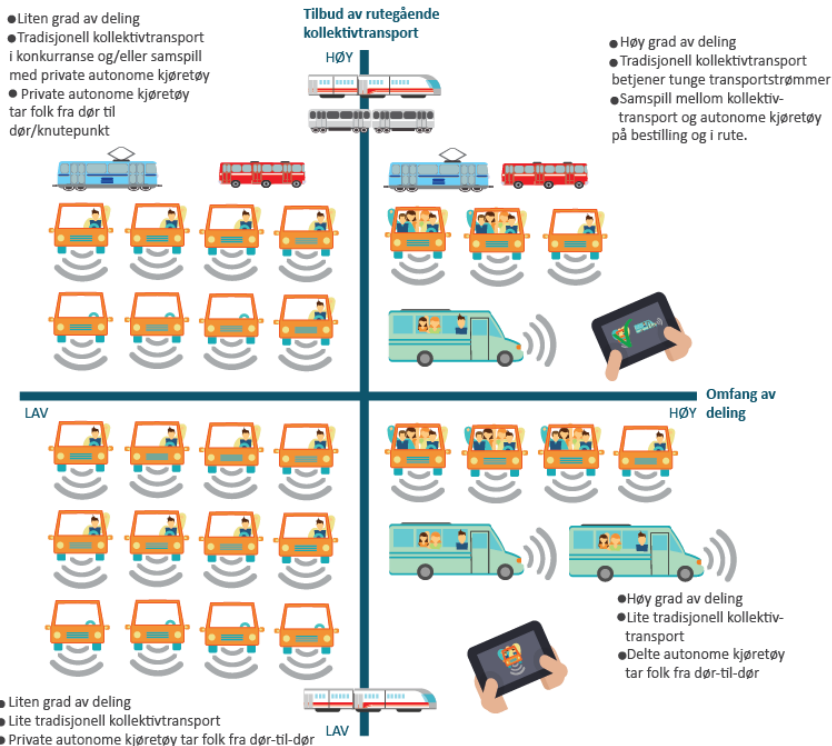 ●Liten grad av deling
●Tradisjonell kollektivtransport
i konkurranse og/eller samspill
med private autonome kjøretøy
● Private autonome kjøretøy
tar folk fra dør til
dør/knutepunkt
Tilbud av rutegående
kollektivtransport
HØY
●Høy grad av deling
●Tradisjonell kollektivtransport
betjener tunge transportstrømmer
●Samspill mellom kollektiv-
transport og autonome kjøretøy
på bestilling og i rute.
LAV
HØY
Omfang av
deling
●Høy grad av deling
●Lite tradisjonell kollektiv-
transport
●Delte autonome kjøretøy
tar folk fra dør-til-dør
● Liten grad av deling
● Lite tradisjonell kollektivtransport
● Private autonome kjøretøy tar folk fra dør-til-dør
LAV